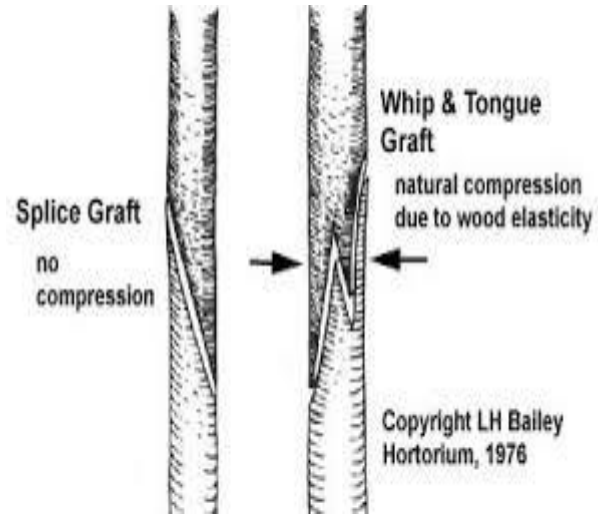 Splice Graft
no
compression
Whip & Tongue
Graft
natural compression
due to wood elasticity
Copyright LH Bailey
Hortorium, 1976